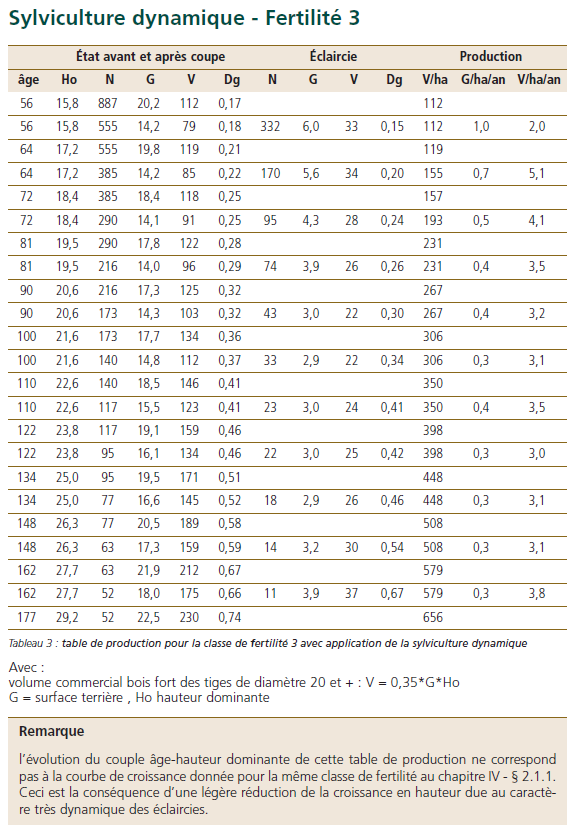 Sylviculture dynamique - Fertilité 3
État avant et après coupe Éclaircie Production
âge Ho N G V Dg N G V Dg V/ha G/ha/an V/ha/an
56 15,8 887 20,2 112 0,17 112
56 15,8 555 14,2 79 0,18 332 6,0 33 0,15 112 1,0 2,0
64 17,2 555 19,8 119 0,21 119
64 17,2 385 14,2 85 0,22 170 5,6 34 0,20 155 0,7 5,1
72 18,4 385 18,4 118 0,25 157
72 18,4 290 14,1 91 0,25 95 4,3 28 0,24 193 0,5 4,1
81 19,5 290 17,8 122 0,28 231
81 19,5 216 14,0 96 0,29 74 3,9 26 0,26 231 0,4 3,5
90 20,6 216 17,3 125 0,32 267
90 20,6 173 14,3 103 0,32 43 3,0 22 0,30 267 0,4 3,2
100 21,6 173 17,7 134 0,36 306
100 21,6 140 14,8 112 0,37 33 2,9 22 0,34 306 0,3 3,1
110 22,6 140 18,5 146 0,41 350
110 22,6 117 15,5 123 0,41 23 3,0 24 0,41 350 0,4 3,5
122 23,8 117 19,1 159 0,46 398
122 23,8 95 16,1 134 0,46 22 3,0 25 0,42 398 0,3 3,0
134 25,0 95 19,5 171 0,51 448
134 25,0 77 16,6 145 0,52 18 2,9 26 0,46 448 0,3 3,1
148 26,3 77 20,5 189 0,58 508
148 26,3 63 17,3 159 0,59 14 3,2 30 0,54 508 0,3 3,1
162 27,7 63 21,9 212 0,67 579
162 27,7 52 18,0 175 0,66 11 3,9 37 0,67 579 0,3 3,8
177 29,2 52 22,5 230 0,74 656
Tableau 3 : table de production pour la classe de fertilité 3 avec application de la sylviculture dynamique
Avec :
volume commercial bois fort des tiges de diamètre 20 et + : V = 0,35*G*Ho
G = surface terrière , Ho hauteur dominante
Remarque
l'évolution du couple âge-hauteur dominante de cette table de production ne correspond
pas à la courbe de croissance donnée pour la même classe de fertilité au chapitre IV - § 2.1.1.
Ceci est la conséquence d'une légère réduction de la croissance en hauteur due au caractè-
re très dynamique des éclaircies.